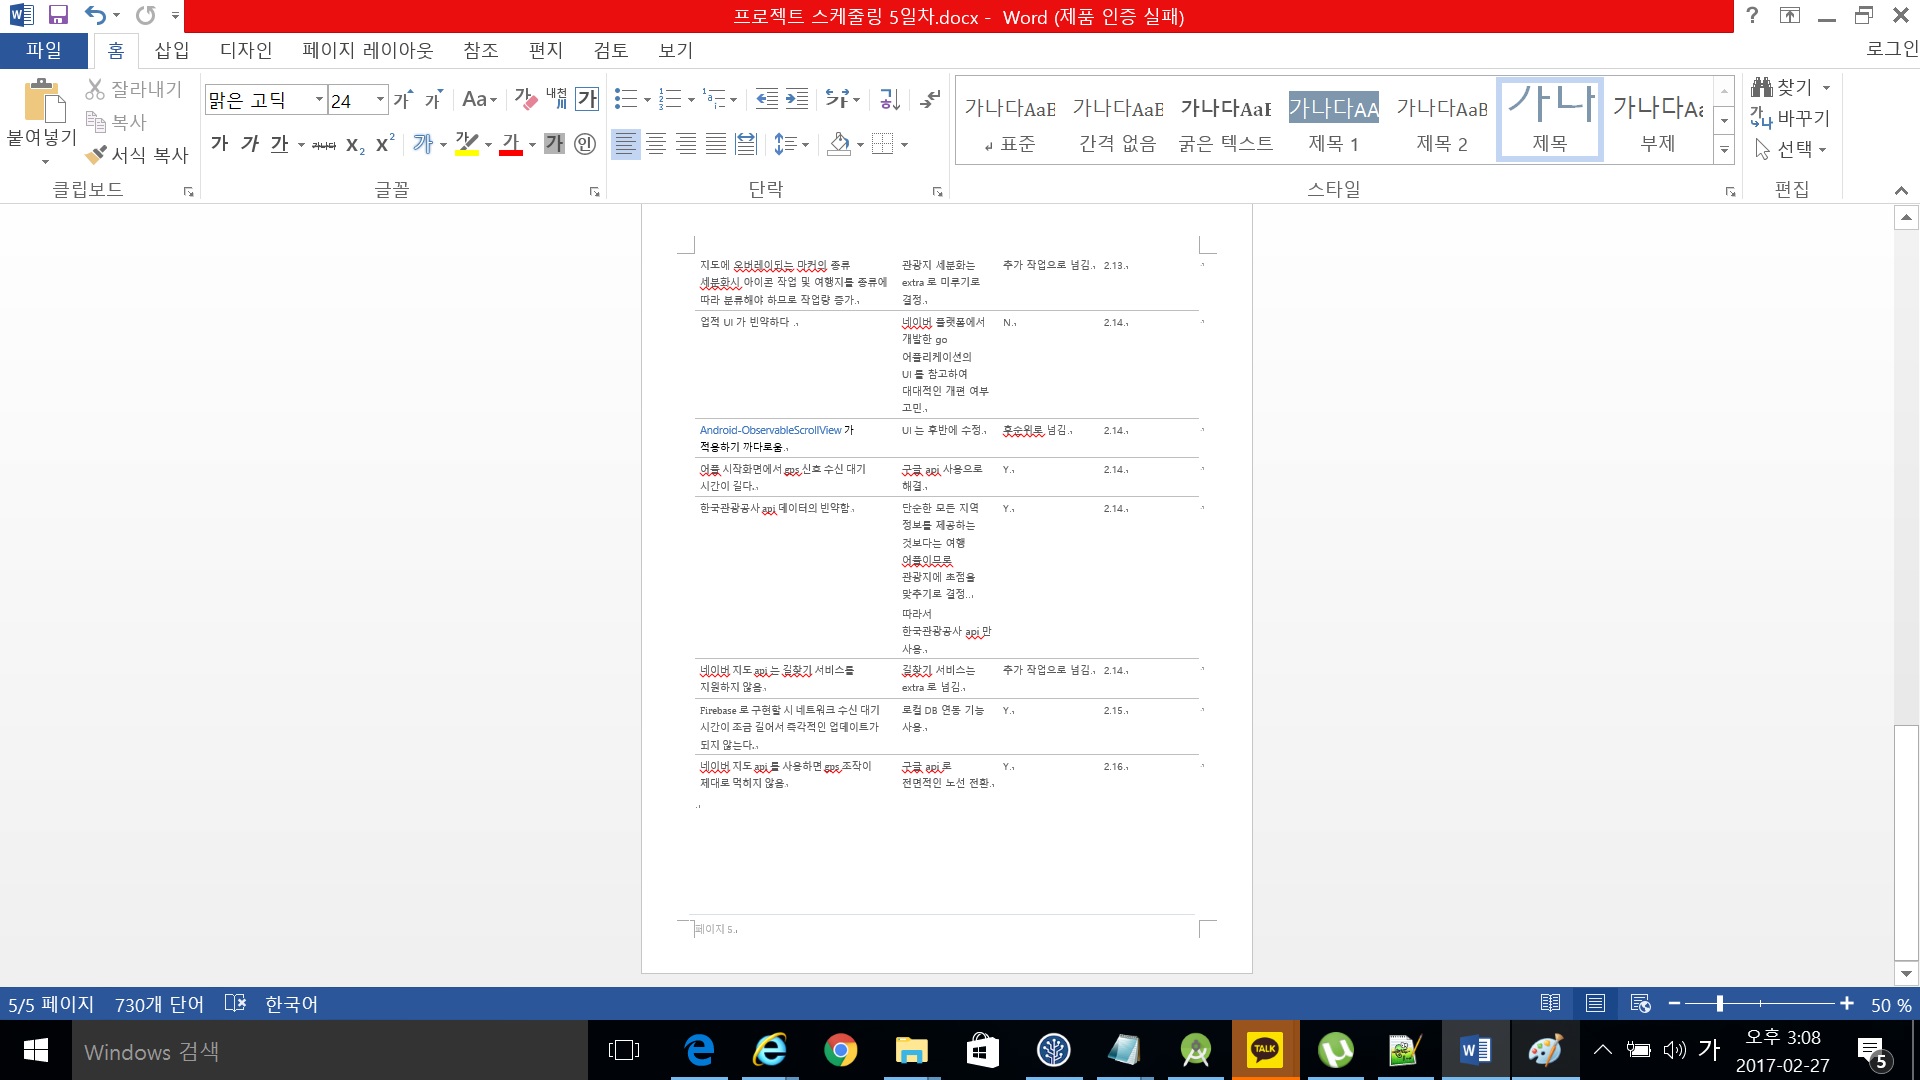 프로젝트 스케줄링 5일차.docx - Word (제품 인증 실패)
파일 홈 삽입 디자인 페이지 레이아웃 참조 편지 검토 보기 로그인
붙여넣기
잘라내기
복사
서식 복사
클립보드
맑은 고딕 24
글꼴
단락
가나다AaB 가나다AaB 가나다AaB 가나다AA 가나다AaB 가나 가나다Aa
표준 간격 없음 굵은 텍스트 제목 1 제목 2 제목 부제
스타일
찾기
바꾸기
선택
편집
지도에 오버레이되는 마커의 종류
세분화시 아이콘 작업 및 여행지를 종류에
따라 분류해야 하므로 작업량 증가.
관광지 세분화는
extra 로 미루기로
결정.
추가 작업으로 넘김.
2.13.
업적 UI 가 빈약하다 .
네이버 플랫폼에서
개발한 go
어플리케이션의
UI 를 참고하여
대대적인 개편 여부
고민.
N.
2.14.
Android-ObservableScrollView 가
적용하기 까다로움.
UI 는 후반에 수정.
후순위로 넘김.
2.14.
어플 시작화면에서 gps 신호 수신 대기
시간이 길다.
구글 api 사용으로
해결.
Y.
2.14.
한국관광공사 api 데이터의 빈약함.
단순한 모든 지역
정보를 제공하는
것보다는 여행
어플이므로
관광지에 초점을
맞추기로 결정..
따라서
한국관광공사 api 만
사용.
Y.
2.14.
네이버 지도 api 는 길찾기 서비스를
지원하지 않음.
길찾기 서비스는
extra 로 넘김.
추가 작업으로 넘김.
2.14.
Firebase 로 구현할 시 네트워크 수신 대기
시간이 조금 길어서 즉각적인 업데이트가
되지 않는다.
로컬 DB 연동 기능
사용.
Y.
2.15.
네이버 지도 api 를 사용하면 gps 조작이
제대로 먹히지 않음.
구글 api 로
전면적인 노선 전환.
Y.
2.16.
페이지 5.
5/5 페이지 730개 단어 한국어 50 %
Windows 검색
TALK
가
오후 3:08
2017-02-27
5